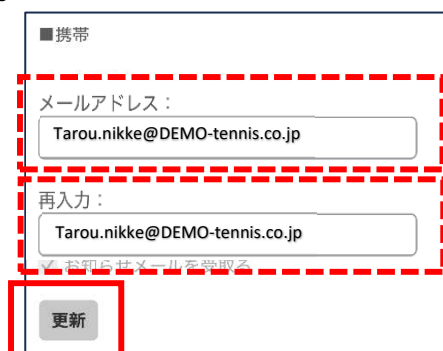 ■携帯
メールアドレス：
Tarou.nikke@DEMO-tennis.co.jp
再入力：
Tarou.nikke@DEMO-tennis.co.jp
お知らせメールを受取る
更新